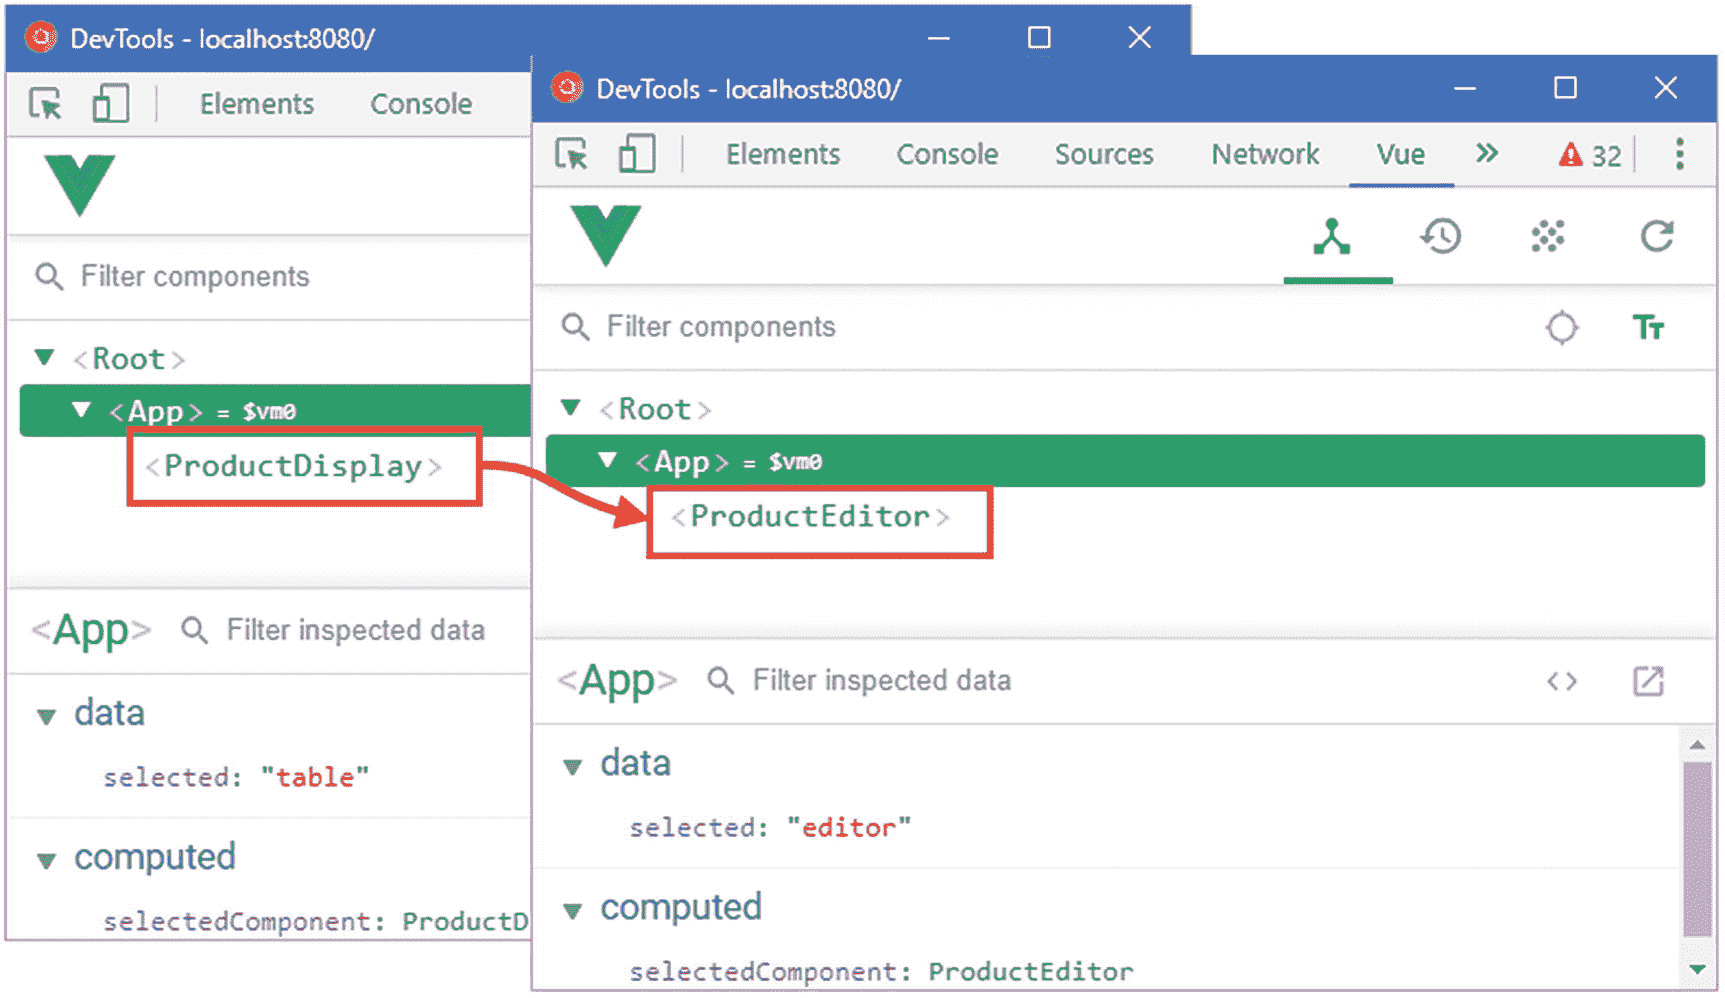 DevTools - localhost:8080/
Elements Console
Filter components
<Root>
<App> = $vm0
<ProductDisplay>
<App> Filter inspected data
data
selected: "table"
computed
selectedComponent: ProductD
DevTools - localhost:8080/
Elements Console Sources Network Vue » 32
Filter components TT
<Root>
<App> = $vm0
<ProductEditor>
<App> Filter inspected data <>
data
selected: "editor"
computed
selectedComponent: ProductEditor